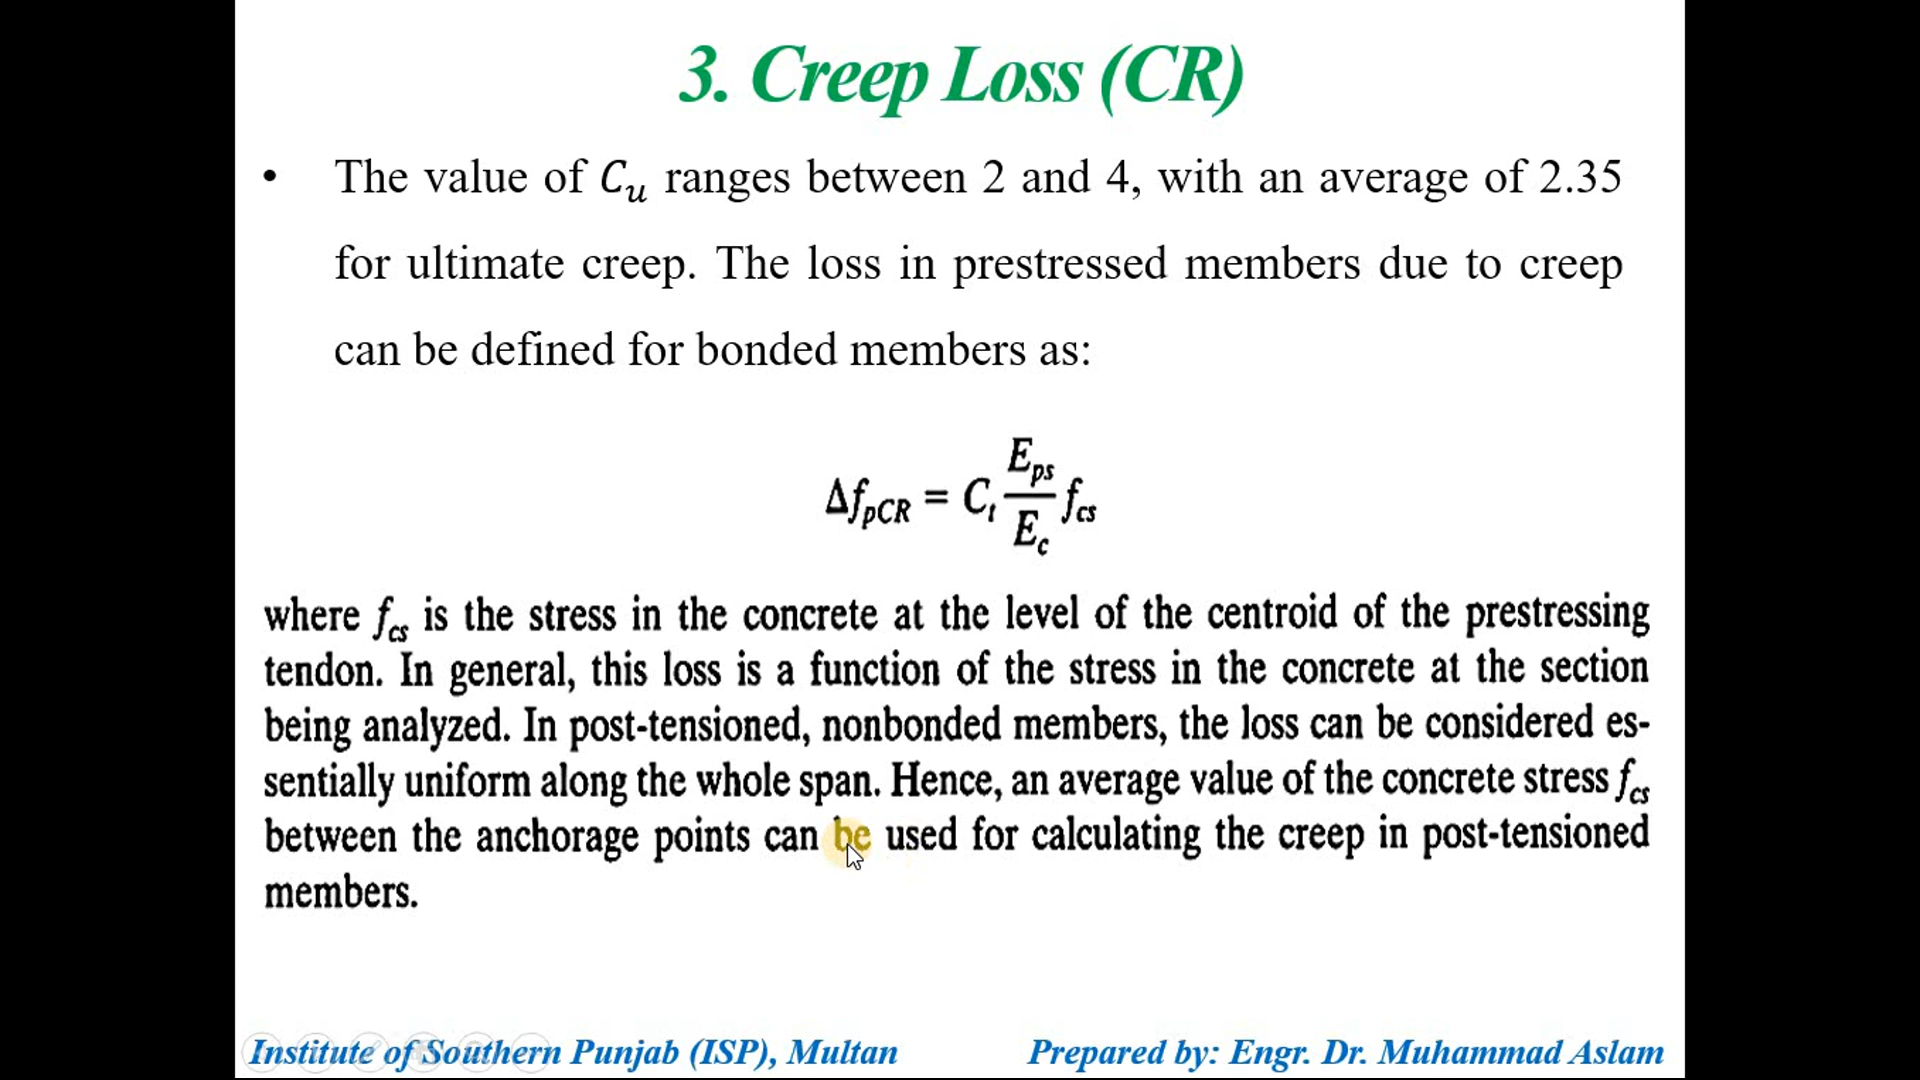 3. Creep Loss (CR)
• The value of C_u ranges between 2 and 4, with an average of 2.35
for ultimate creep. The loss in prestressed members due to creep
can be defined for bonded members as:
Δf_pCR = C_t E_ps/E_c f_cs
where f_cs is the stress in the concrete at the level of the centroid of the prestressing
tendon. In general, this loss is a function of the stress in the concrete at the section
being analyzed. In post-tensioned, nonbonded members, the loss can be considered es-
sentially uniform along the whole span. Hence, an average value of the concrete stress f_cs
between the anchorage points can be used for calculating the creep in post-tensioned
members.
Institute of Southern Punjab (ISP), Multan
Prepared by: Engr. Dr. Muhammad Aslam